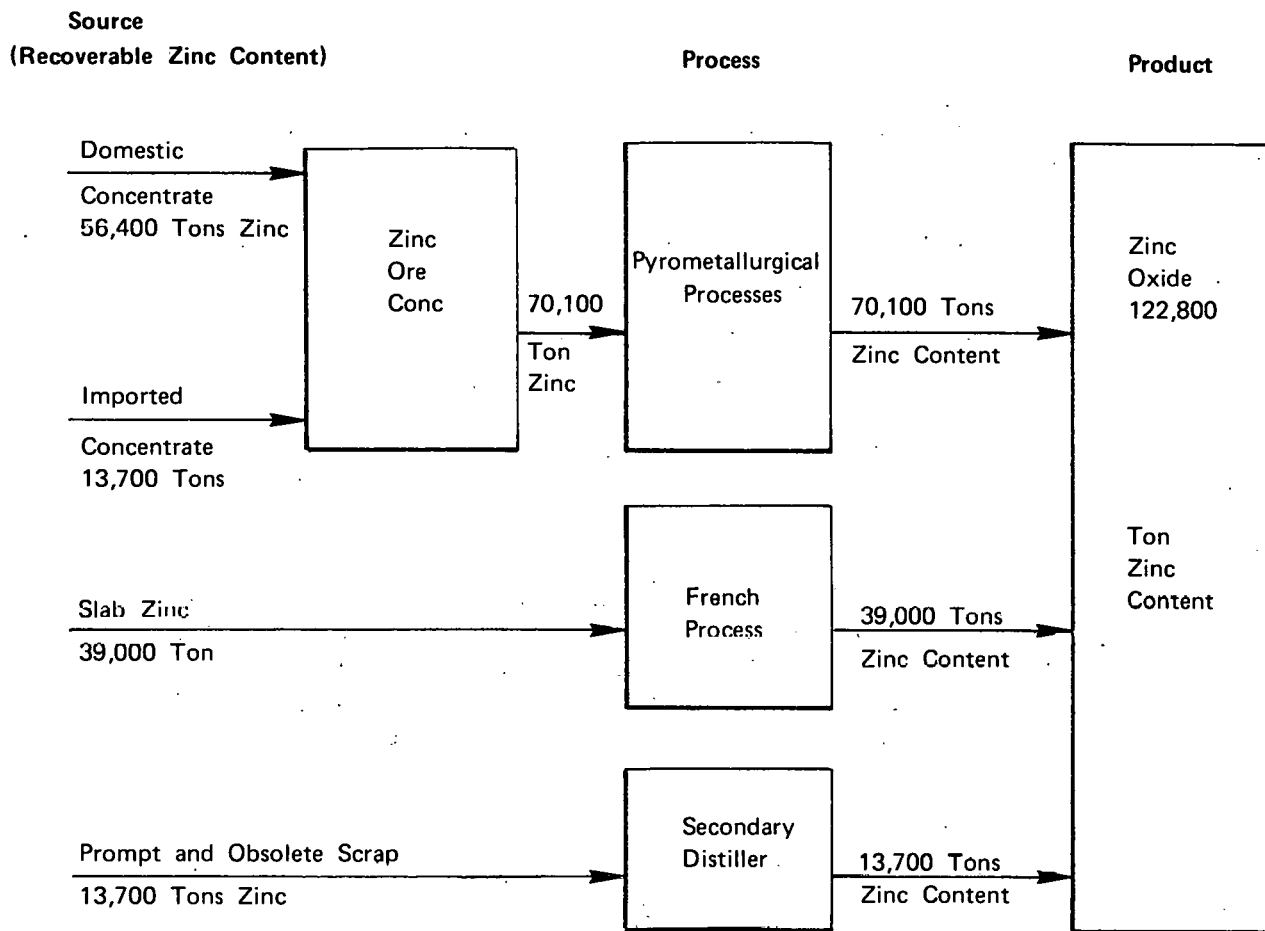 Source
(Recoverable Zinc Content)
Process
Product
Domestic
Concentrate
56,400 Tons Zinc
Imported
Concentrate
13,700 Tons
Zinc
Ore
Conc
70,100
Ton
Zinc
Pyrometallurgical
Processes
70,100 Tons
Zinc Content
Zinc
Oxide
122,800
Ton
Zinc
Content
Slab Zinc
39,000 Ton
French
Process
39,000 Tons
Zinc Content
Prompt and Obsolete Scrap
13,700 Tons Zinc
Secondary
Distiller
13,700 Tons
Zinc Content